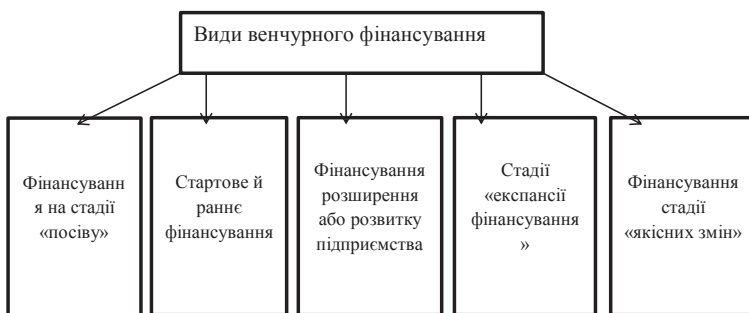 Види венчурного фінансування
Фінансуванн
я на стадії
«посіву»
Стартове й
раннє
фінансування
Фінансування
розширення
або розвитку
підприємства
Стадії
«експансії
фінансування
»
Фінансування
стадії
«якісних змін»